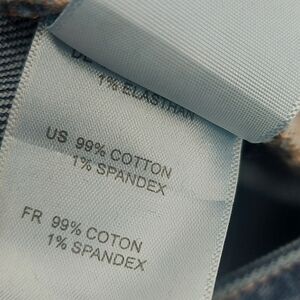 1% ELASTHAN
US 99% COTTON
1% SPANDEX
FR 99% COTON
1% SPANDEX